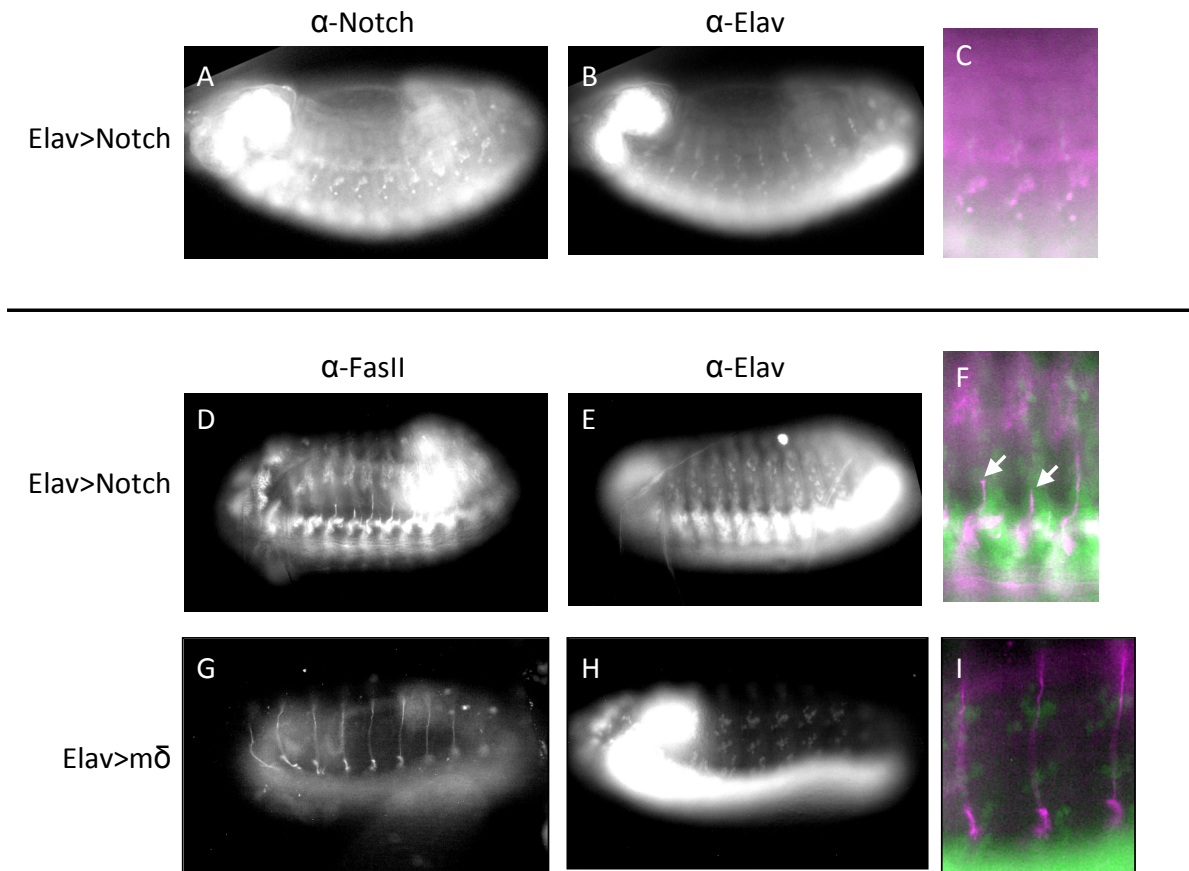 α-Notch α-Elav
A B C
Elav>Notch
α-FasII α-Elav
D E F
Elav>Notch
G H I
Elav>mδ